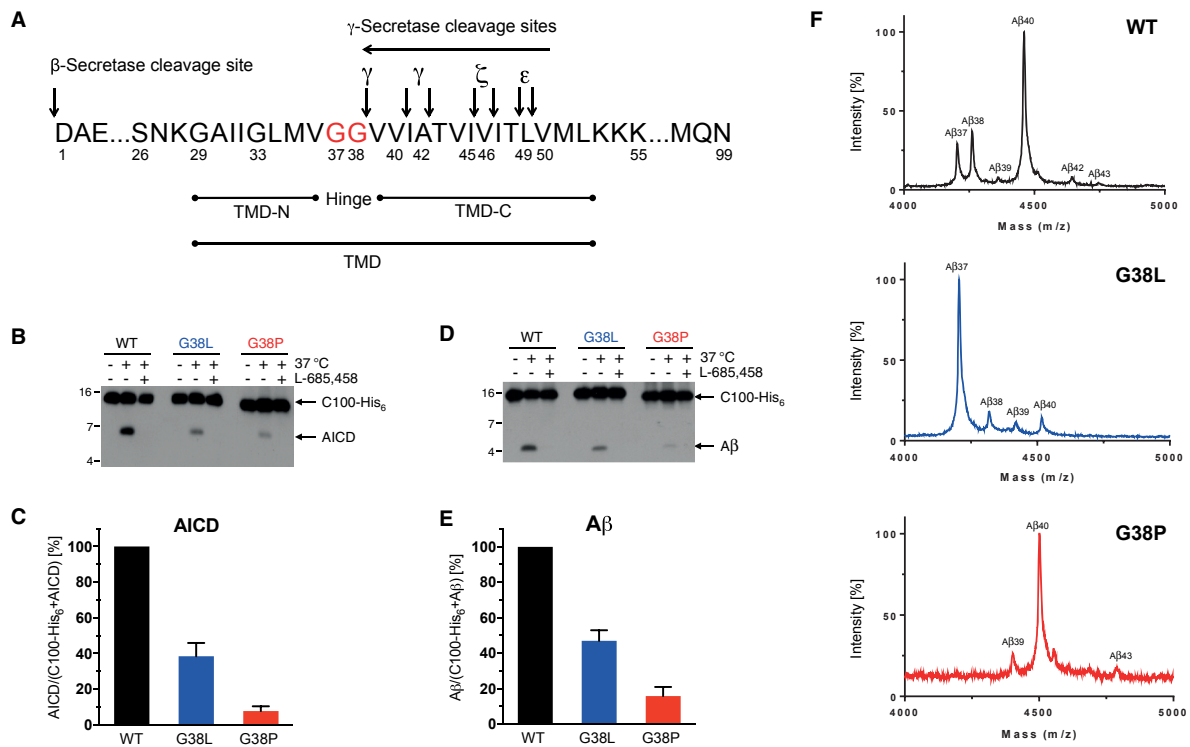 A
γ-Secretase cleavage sites
β-Secretase cleavage site
γ γ ζ ε
DAE...SNKGAIIGLMVGGVVIATVIVITLVMLKKK...MQN
1 26 29 33 37 38 40 42 45 46 49 50 55 99
TMD-N Hinge TMD-C
TMD
B
WT G38L G38P
- + + - + + - + + 37 °C
+ + + L-685,458
16
C100-His6
7
AICD
4
D
WT G38L G38P
- + + - + + - + + 37 °C
- - + - - + - - + L-685,458
16
C100-His6
7
Aβ
4
C
AICD
AICD/(C100-His6+AICD) [%]
100
80
60
40
20
0
WT G38L G38P
E
Aβ
Aβ/(C100-His6+Aβ) [%]
100
80
60
40
20
0
WT G38L G38P
F
WT
Intensity [%]
100
50
0
Aβ37 Aβ38 Aβ39 Aβ40 Aβ42 Aβ43
4000 4500 5000
Mass (m/z)
G38L
Intensity [%]
100
50
0
Aβ37 Aβ38 Aβ39 Aβ40
4000 4500 5000
Mass (m/z)
G38P
Intensity [%]
100
50
0
Aβ39 Aβ40 Aβ43
4000 4500 5000
Mass (m/z)